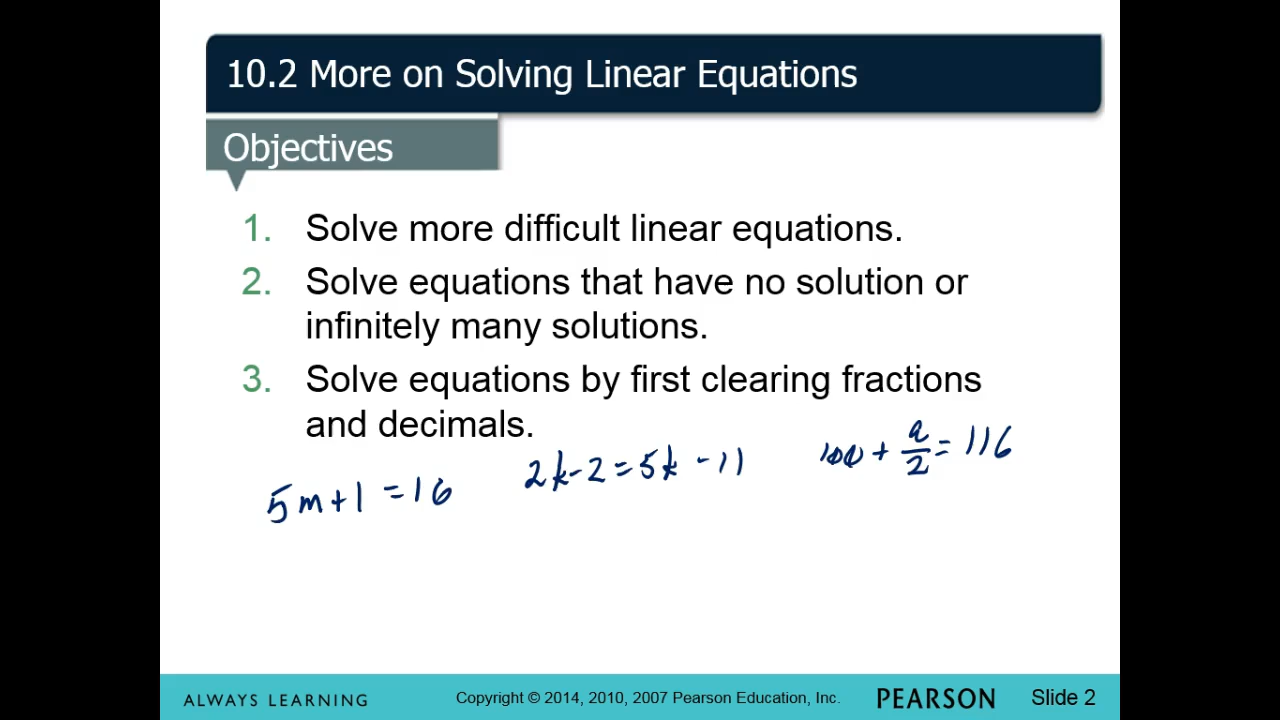 10.2 More on Solving Linear Equations
Objectives
1. Solve more difficult linear equations.
2. Solve equations that have no solution or
infinitely many solutions.
3. Solve equations by first clearing fractions
and decimals.
5m+1=16
2k-2=5k-11
100+a/2=116
ALWAYS LEARNING
Copyright © 2014, 2010, 2007 Pearson Education, Inc.
PEARSON
Slide 2